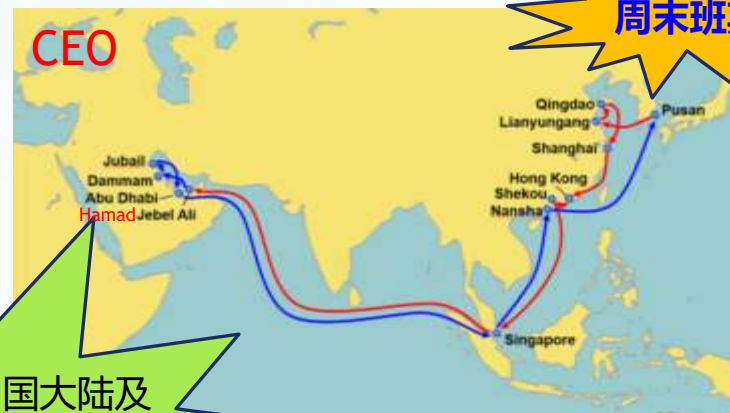 周末班
CEO
Qingdao
Pusan
Lianyungang
Shanghai
Jubail
Hong Kong
Dammam
Shekou
Abu Dhabi
Nansha
Hamad Jebel Ali
Singapore
国大陆及